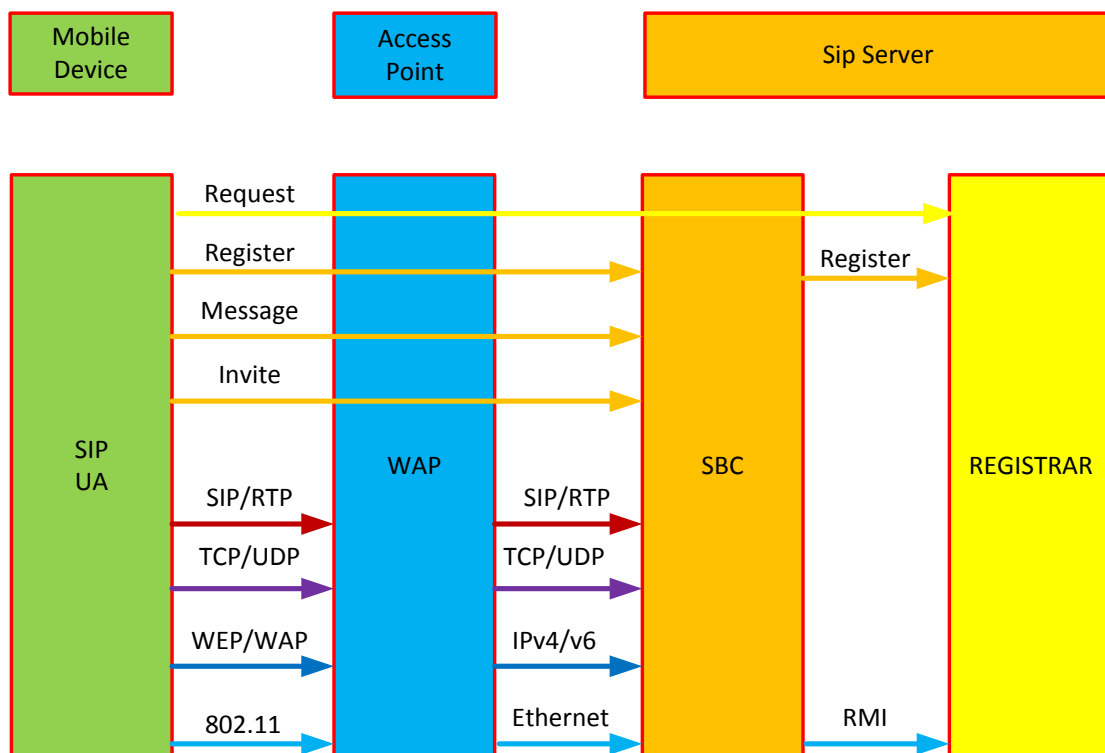 Mobile
Device
Access
Point
Sip Server
Request
Register
Register
Message
Invite
SIP
UA
WAP
SBC
REGISTRAR
SIP/RTP
SIP/RTP
TCP/UDP
TCP/UDP
WEP/WAP
IPv4/v6
802.11
Ethernet
RMI